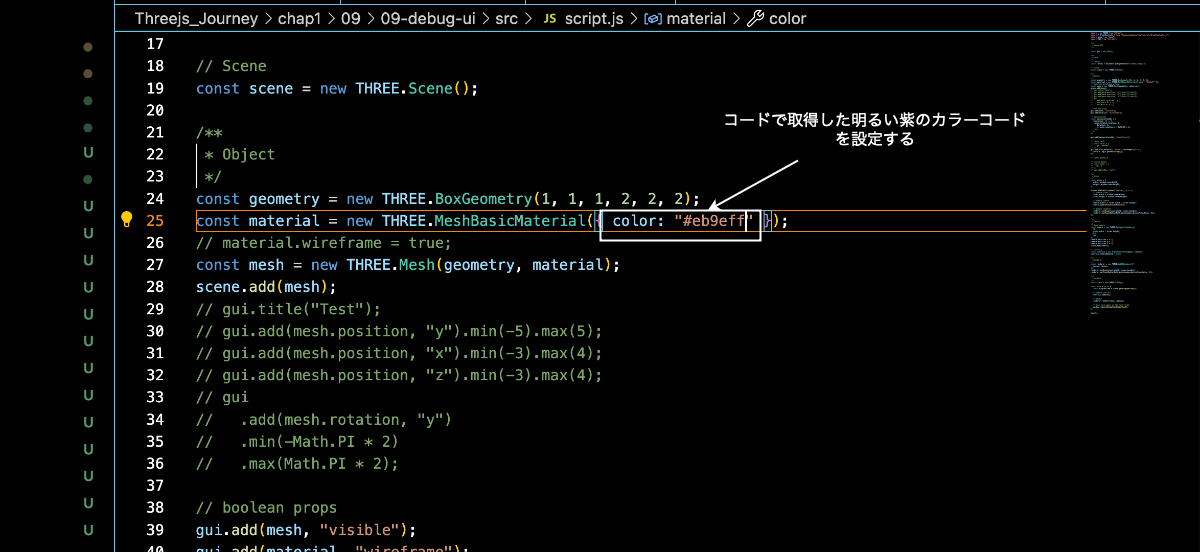 Threejs_Journey > chap1 > 09 > 09-debug-ui > src > JS script.js > material > color
17
18 // Scene
19 const scene = new THREE.Scene();
20
コードで取得した明るい紫のカラーコード
を設定する
21 /**
22 * Object
23 */
24 const geometry = new THREE.BoxGeometry(1, 1, 1, 2, 2, 2);
25 const material = new THREE.MeshBasicMaterial({ color: "#eb9eff" });
26 // material.wireframe = true;
27 const mesh = new THREE.Mesh(geometry, material);
28 scene.add(mesh);
29 // gui.title("Test");
30 // gui.add(mesh.position, "y").min(-5).max(5);
31 // gui.add(mesh.position, "x").min(-3).max(4);
32 // gui.add(mesh.position, "z").min(-3).max(4);
33 // gui
34 //   .add(mesh.rotation, "y")
35 //   .min(-Math.PI * 2)
36 //   .max(Math.PI * 2);
37
38 // boolean props
39 gui.add(mesh, "visible");
40 gui.add(material, "wireframe");
U
U
U
U
U
U
U
U
U
U
U
U
U
U